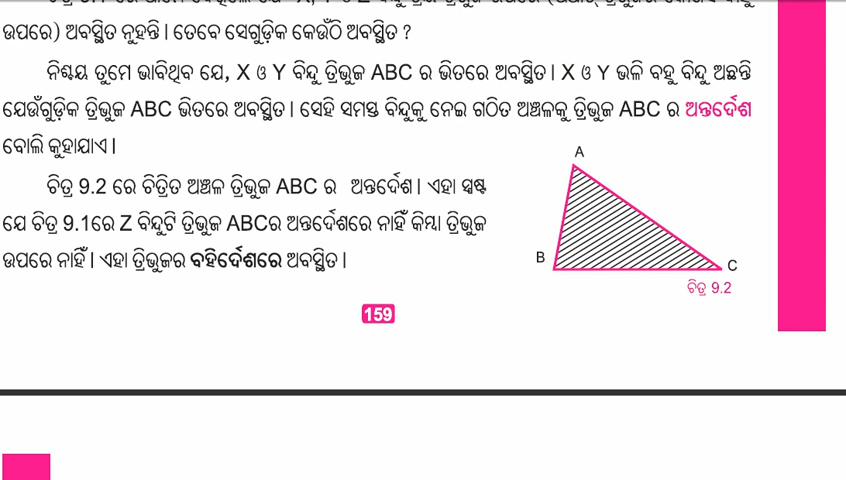 ଉପରେ) ଅବସ୍ଥିତ ନୁହନ୍ତି । ତେବେ ସେଗୁଡ଼ିକ କେଉଁଠି ଅବସ୍ଥିତ ?
ନିଶ୍ଚୟ ତୁମେ ଭାବିଥିବ ଯେ, X ଓ Y ବିନ୍ଦୁ ତ୍ରିଭୁଜ ABC ର ଭିତରେ ଅବସ୍ଥିତ । X ଓ Y ଭଳି ବହୁ ବିନ୍ଦୁ ଅଛନ୍ତି
ଯେଉଁଗୁଡ଼ିକ ତ୍ରିଭୁଜ ABC ଭିତରେ ଅବସ୍ଥିତ । ସେହି ସମସ୍ତ ବିନ୍ଦୁକୁ ନେଇ ଗଠିତ ଅଞ୍ଚଳକୁ ତ୍ରିଭୁଜ ABC ର ଅନ୍ତର୍ଦେଶ
ବୋଲି କୁହାଯାଏ ।
ଚିତ୍ର 9.2 ରେ ଚିତ୍ରିତ ଅଞ୍ଚଳ ତ୍ରିଭୁଜ ABC ର ଅନ୍ତର୍ଦେଶ । ଏହା ସ୍ପଷ୍ଟ
ଯେ ଚିତ୍ର 9.1ରେ Z ବିନ୍ଦୁଟି ତ୍ରିଭୁଜ ABCର ଅନ୍ତର୍ଦେଶରେ ନାହିଁ କିମ୍ବା ତ୍ରିଭୁଜ
ଉପରେ ନାହିଁ । ଏହା ତ୍ରିଭୁଜର ବହିର୍ଦେଶରେ ଅବସ୍ଥିତ ।
A
B
C
ଚିତ୍ର 9.2
159